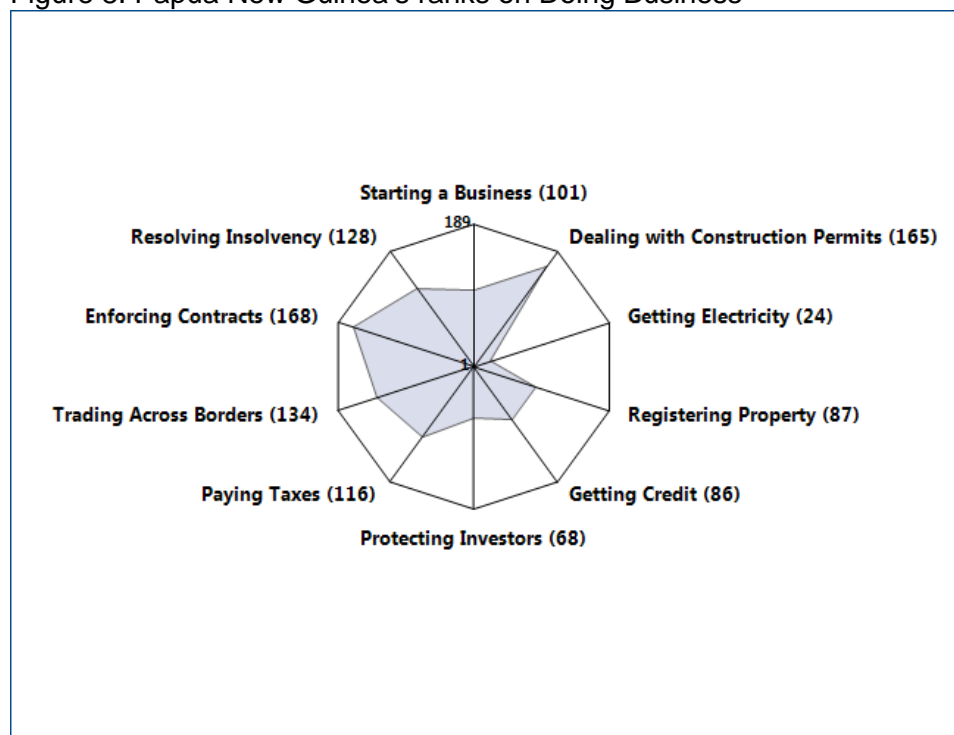 Papua New Guinea's ranks on Doing Business
Starting a Business (101)
189
Resolving Insolvency (128)
Dealing with Construction Permits (165)
Enforcing Contracts (168)
Getting Electricity (24)
1
Trading Across Borders (134)
Registering Property (87)
Paying Taxes (116)
Getting Credit (86)
Protecting Investors (68)